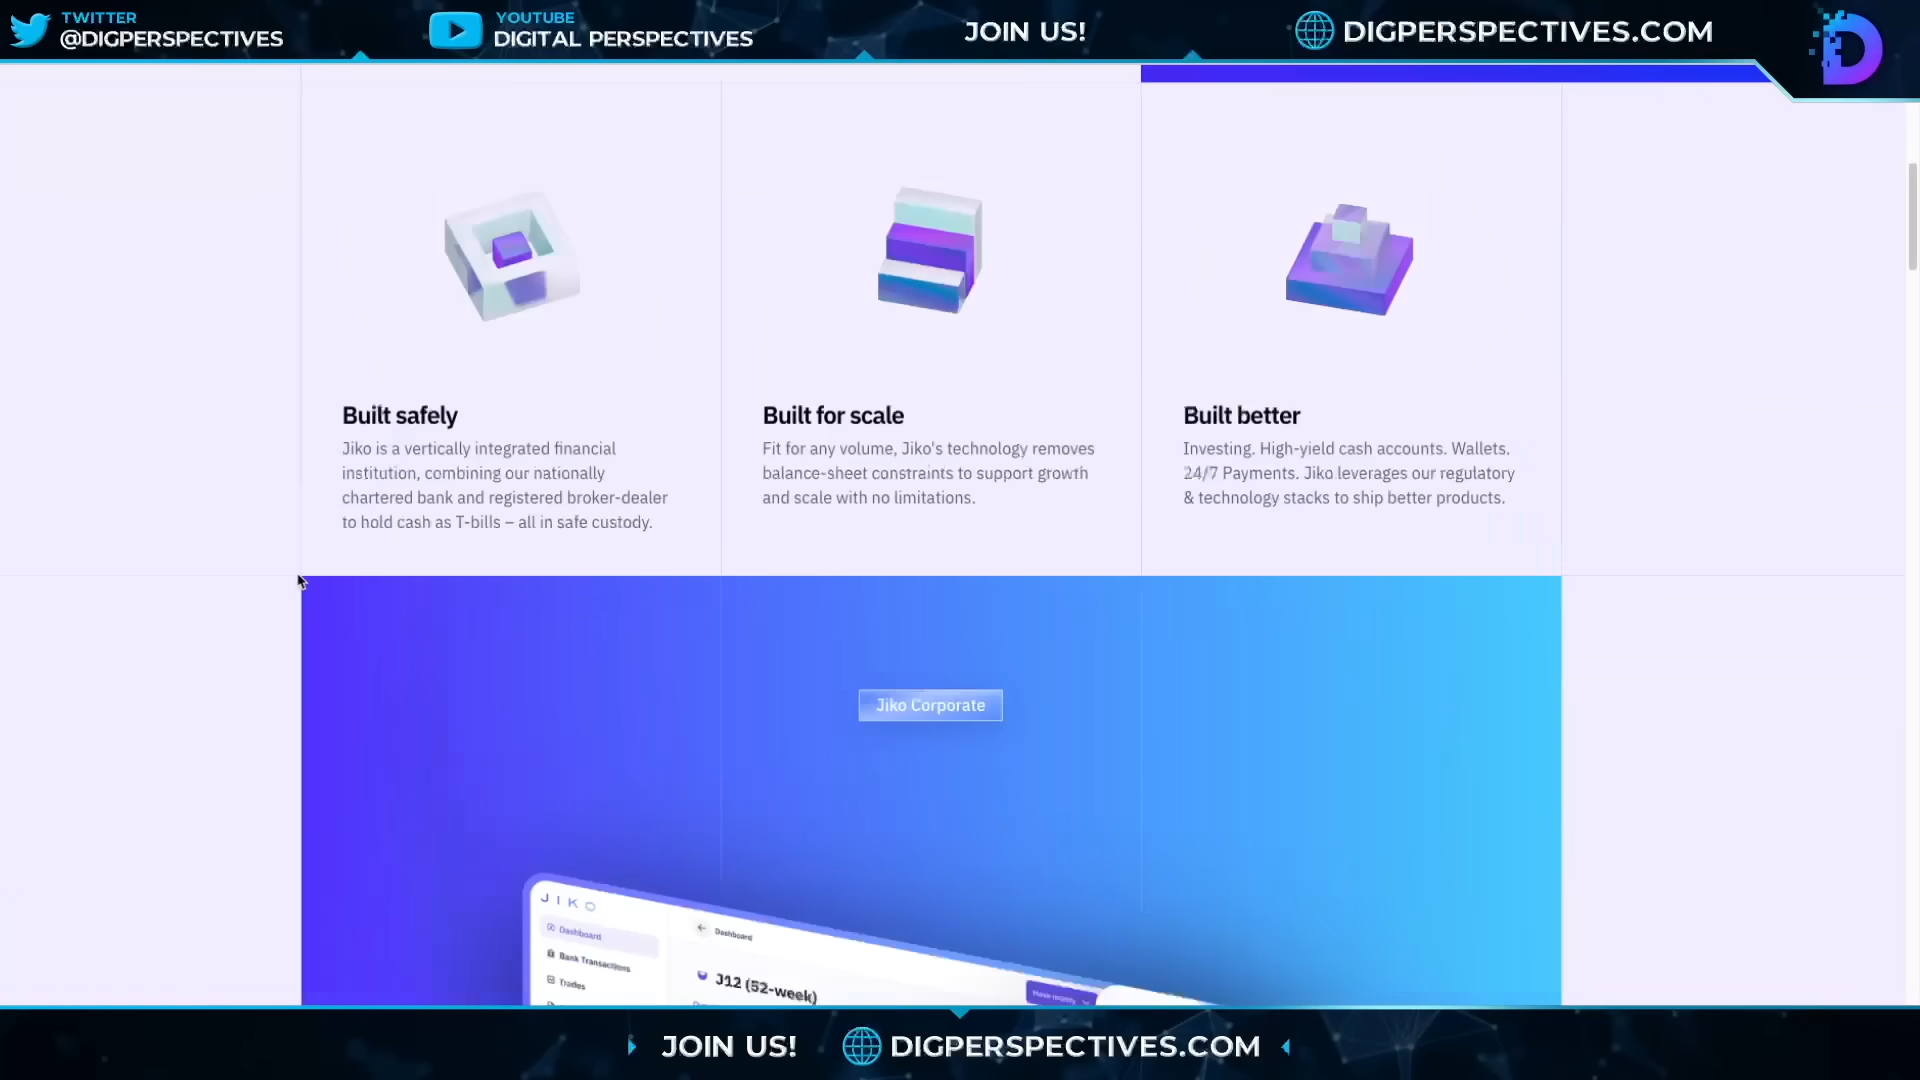 TWITTER
@DIGPERSPECTIVES
YOUTUBE
DIGITAL PERSPECTIVES
JOIN US!
DIGPERSPECTIVES.COM
Built safely
Jiko is a vertically integrated financial
institution, combining our nationally
chartered bank and registered broker-dealer
to hold cash as T-bills – all in safe custody.
Built for scale
Fit for any volume, Jiko's technology removes
balance-sheet constraints to support growth
and scale with no limitations.
Built better
Investing. High-yield cash accounts. Wallets.
24/7 Payments. Jiko leverages our regulatory
& technology stacks to ship better products.
Jiko Corporate
JIKO
Dashboard
Bank Transactions
Trades
Dashboard
J12 (52-week)
Move money
JOIN US!
DIGPERSPECTIVES.COM